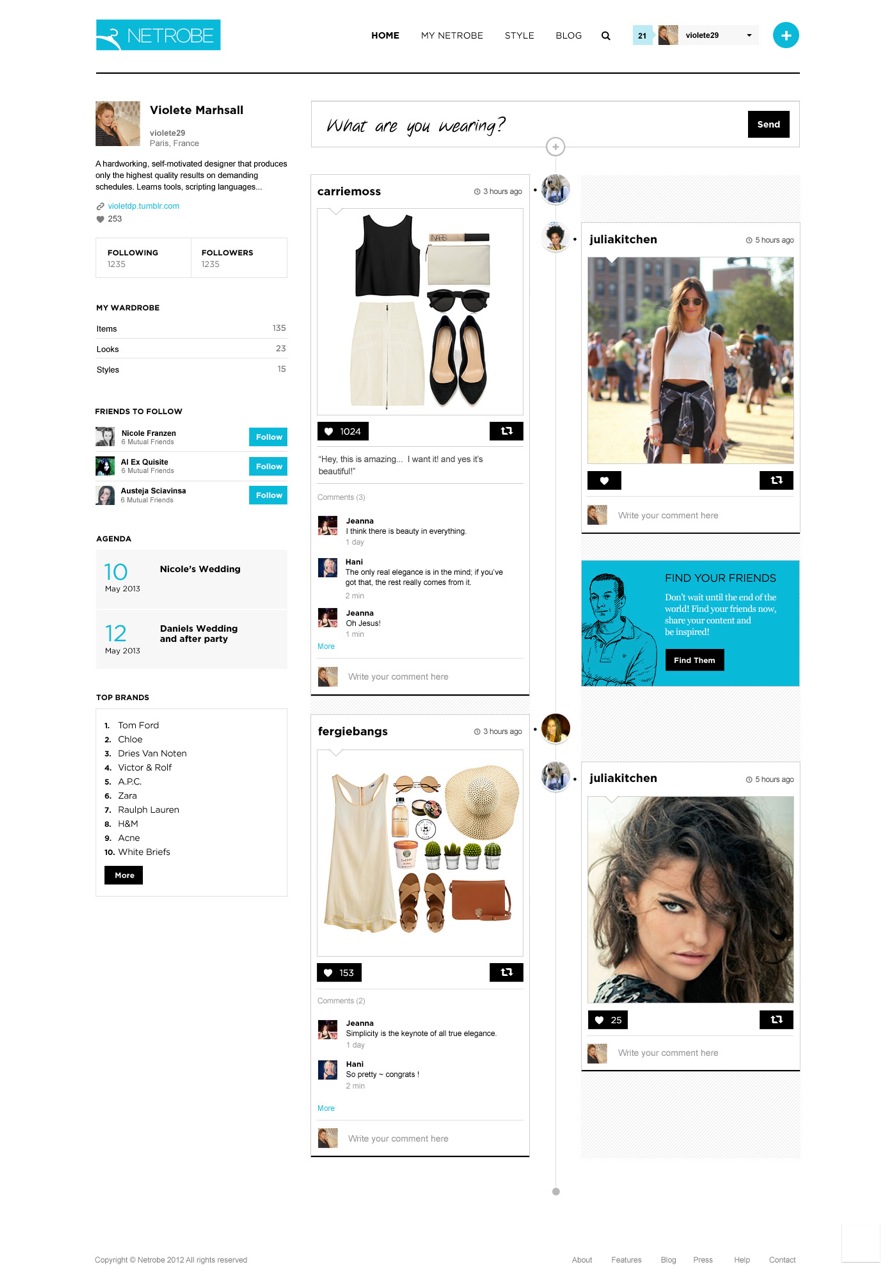 NETROBE
HOME MY NETROBE STYLE BLOG 21 violete29
Violete Marhsall
violete29
Paris, France
A hardworking, self-motivated designer that produces
only the highest quality results on demanding
schedules. Learns tools, scripting languages...
violetdp.tumblr.com
253
FOLLOWING FOLLOWERS
1235 1235
MY WARDROBE
Items 135
Looks 23
Styles 15
FRIENDS TO FOLLOW
Nicole Franzen
6 Mutual Friends
Follow
Al Ex Quisite
6 Mutual Friends
Follow
Austeja Sciavinsa
6 Mutual Friends
Follow
AGENDA
10
May 2013
Nicole's Wedding
12
May 2013
Daniels Wedding
and after party
TOP BRANDS
1. Tom Ford
2. Chloe
3. Dries Van Noten
4. Victor & Rolf
5. A.P.C.
6. Zara
7. Raulph Lauren
8. H&M
9. Acne
10. White Briefs
More
What are you wearing?
Send
carriemoss 3 hours ago
NARS
1024
“Hey, this is amazing... I want it! and yes it's
beautiful!”
Comments (3)
Jeanna
I think there is beauty in everything.
1 day
Hani
The only real elegance is in the mind; if you've
got that, the rest really comes from it.
2 min
Jeanna
Oh Jesus!
1 min
More
Write your comment here
fergiebangs 3 hours ago
153
Comments (2)
Jeanna
Simplicity is the keynote of all true elegance.
1 day
Hani
So pretty ~ congrats !
2 min
More
Write your comment here
juliakitchen 5 hours ago
Write your comment here
FIND YOUR FRIENDS
Don't wait until the end of the
world! Find your friends now,
share your content and
be inspired!
Find Them
juliakitchen 5 hours ago
25
Write your comment here
Copyright © Netrobe 2012 All rights reserved
About Features Blog Press Help Contact